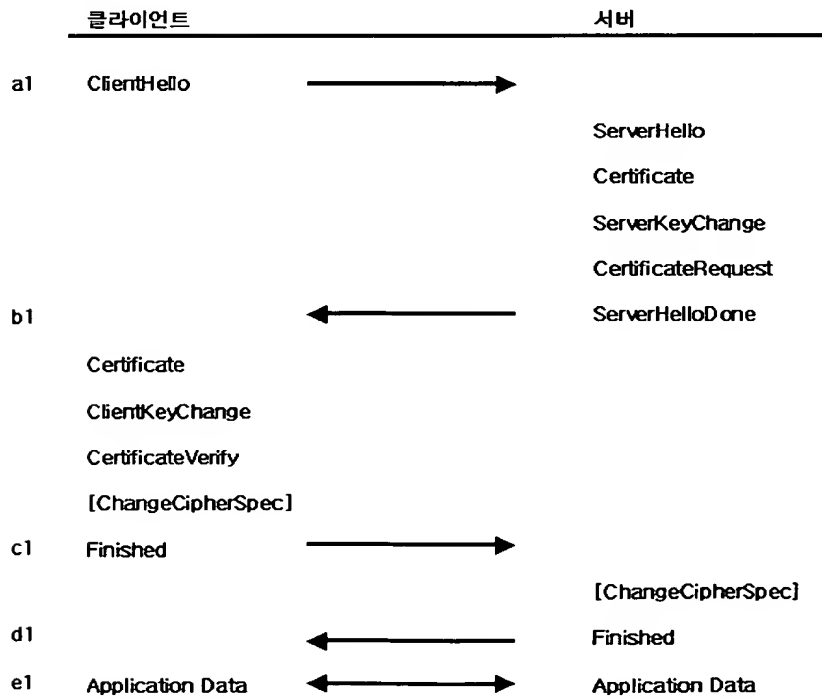 클라이언트 서버
a1 ClientHello
ServerHello
Certificate
ServerKeyChange
CertificateRequest
b1 ServerHelloDone
Certificate
ClientKeyChange
CertificateVerify
[ChangeCipherSpec]
c1 Finished
[ChangeCipherSpec]
d1 Finished
e1 Application Data Application Data